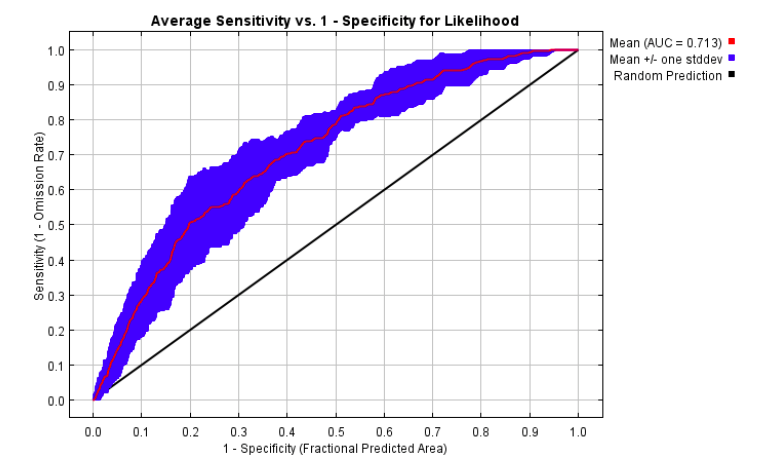 Average Sensitivity vs. 1 - Specificity for Likelihood
Mean (AUC = 0.713)
Mean +/- one stddev
Random Prediction
Sensitivity (1 - Omission Rate)
1.0
0.9
0.8
0.7
0.6
0.5
0.4
0.3
0.2
0.1
0.0
0.0 0.1 0.2 0.3 0.4 0.5 0.6 0.7 0.8 0.9 1.0
1 - Specificity (Fractional Predicted Area)